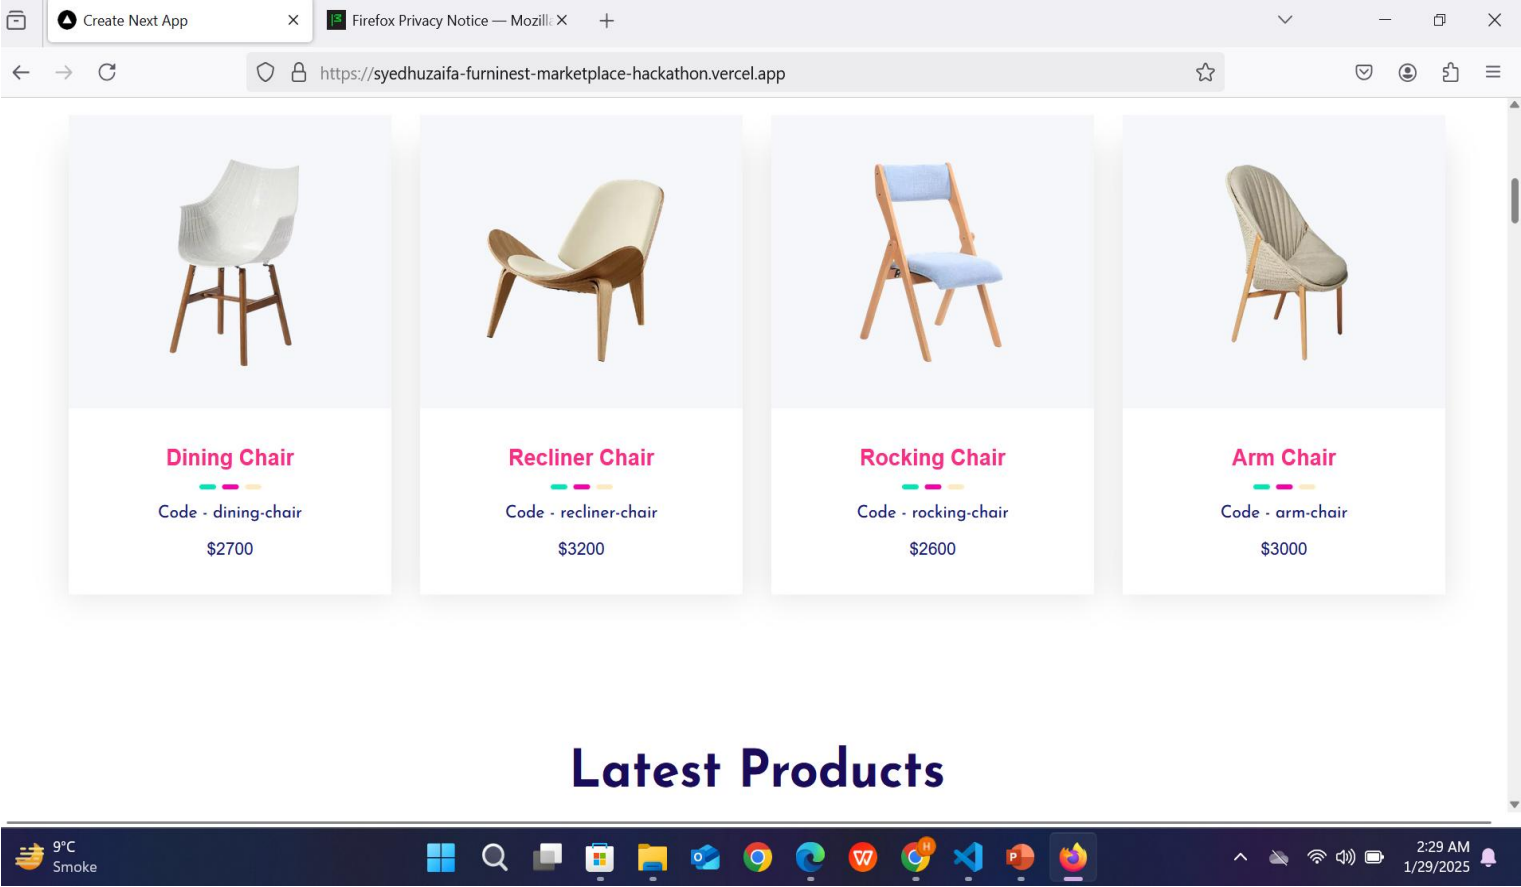 Create Next App
Firefox Privacy Notice — Mozill
https://syedhuzaifa-furninest-marketplace-hackathon.vercel.app
Dining Chair
Code - dining-chair
$2700
Recliner Chair
Code - recliner-chair
$3200
Rocking Chair
Code - rocking-chair
$2600
Arm Chair
Code - arm-chair
$3000
Latest Products
9°C
Smoke
H
W
P
2:29 AM
1/29/2025